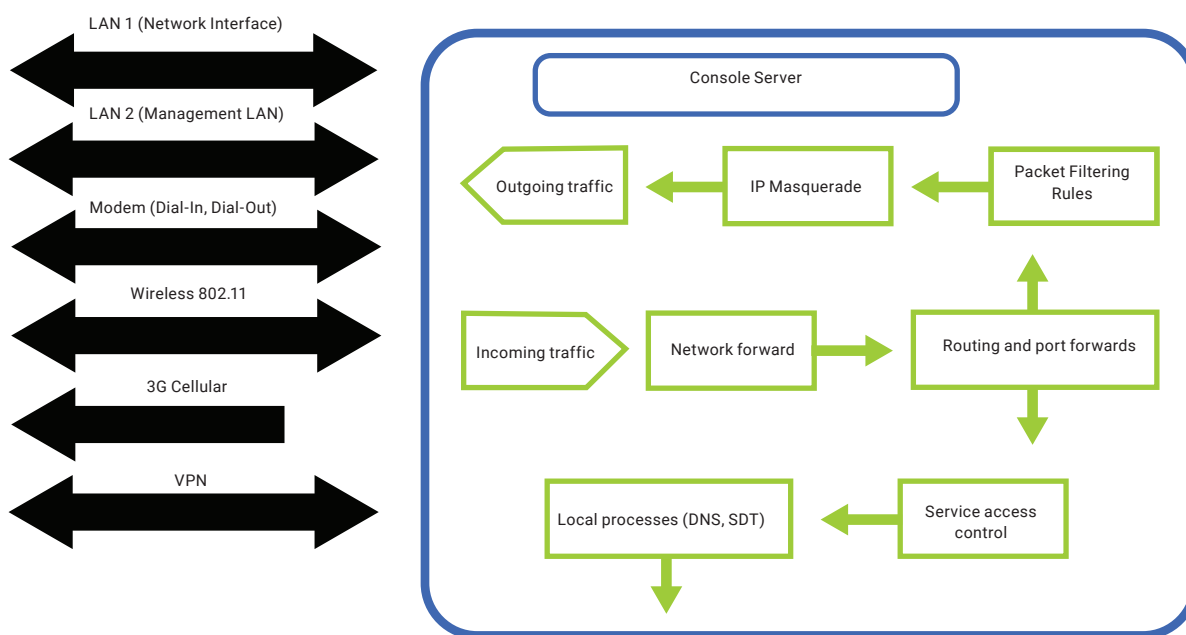 LAN 1 (Network Interface)
LAN 2 (Management LAN)
Modem (Dial-In, Dial-Out)
Wireless 802.11
3G Cellular
VPN
Console Server
Outgoing traffic
IP Masquerade
Packet Filtering
Rules
Incoming traffic
Network forward
Routing and port forwards
Local processes (DNS, SDT)
Service access
control